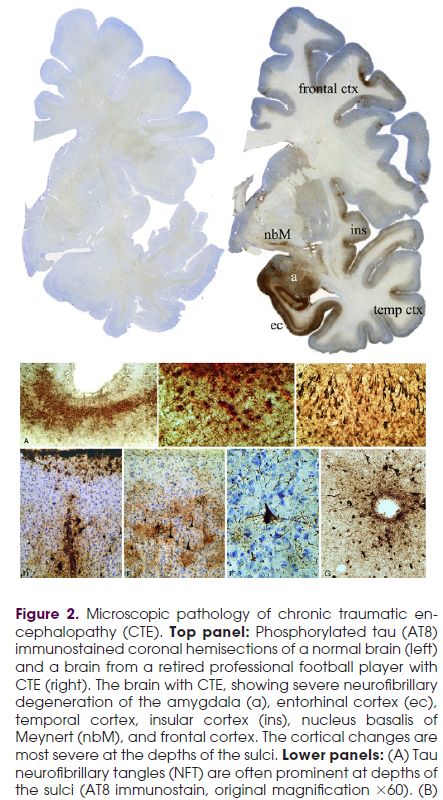 frontal ctx
nbM
ins
a
temp ctx
ec
A
E
F
G
Figure 2. Microscopic pathology of chronic traumatic en-
cephalopathy (CTE). Top panel: Phosphorylated tau (AT8)
immunostained coronal hemisections of a normal brain (left)
and a brain from a retired professional football player with
CTE (right). The brain with CTE, showing severe neurofibrillary
degeneration of the amygdala (a), entorhinal cortex (ec),
temporal cortex, insular cortex (ins), nucleus basalis of
Meynert (nbM), and frontal cortex. The cortical changes are
most severe at the depths of the sulci. Lower panels: (A) Tau
neurofibrillary tangles (NFT) are often prominent at depths of
the sulci (AT8 immunostain, original magnification ×60). (B)